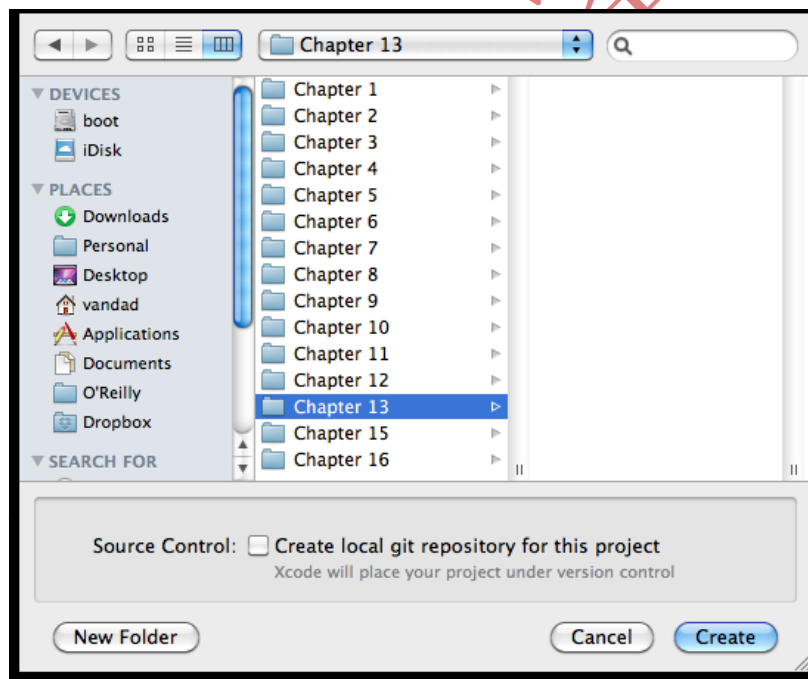 Chapter 13
DEVICES
boot
iDisk
PLACES
Downloads
Personal
Desktop
vandad
Applications
Documents
O'Reilly
Dropbox
SEARCH FOR
Chapter 1
Chapter 2
Chapter 3
Chapter 4
Chapter 5
Chapter 6
Chapter 7
Chapter 8
Chapter 9
Chapter 10
Chapter 11
Chapter 12
Chapter 13
Chapter 15
Chapter 16
Source Control: Create local git repository for this project
Xcode will place your project under version control
New Folder Cancel Create